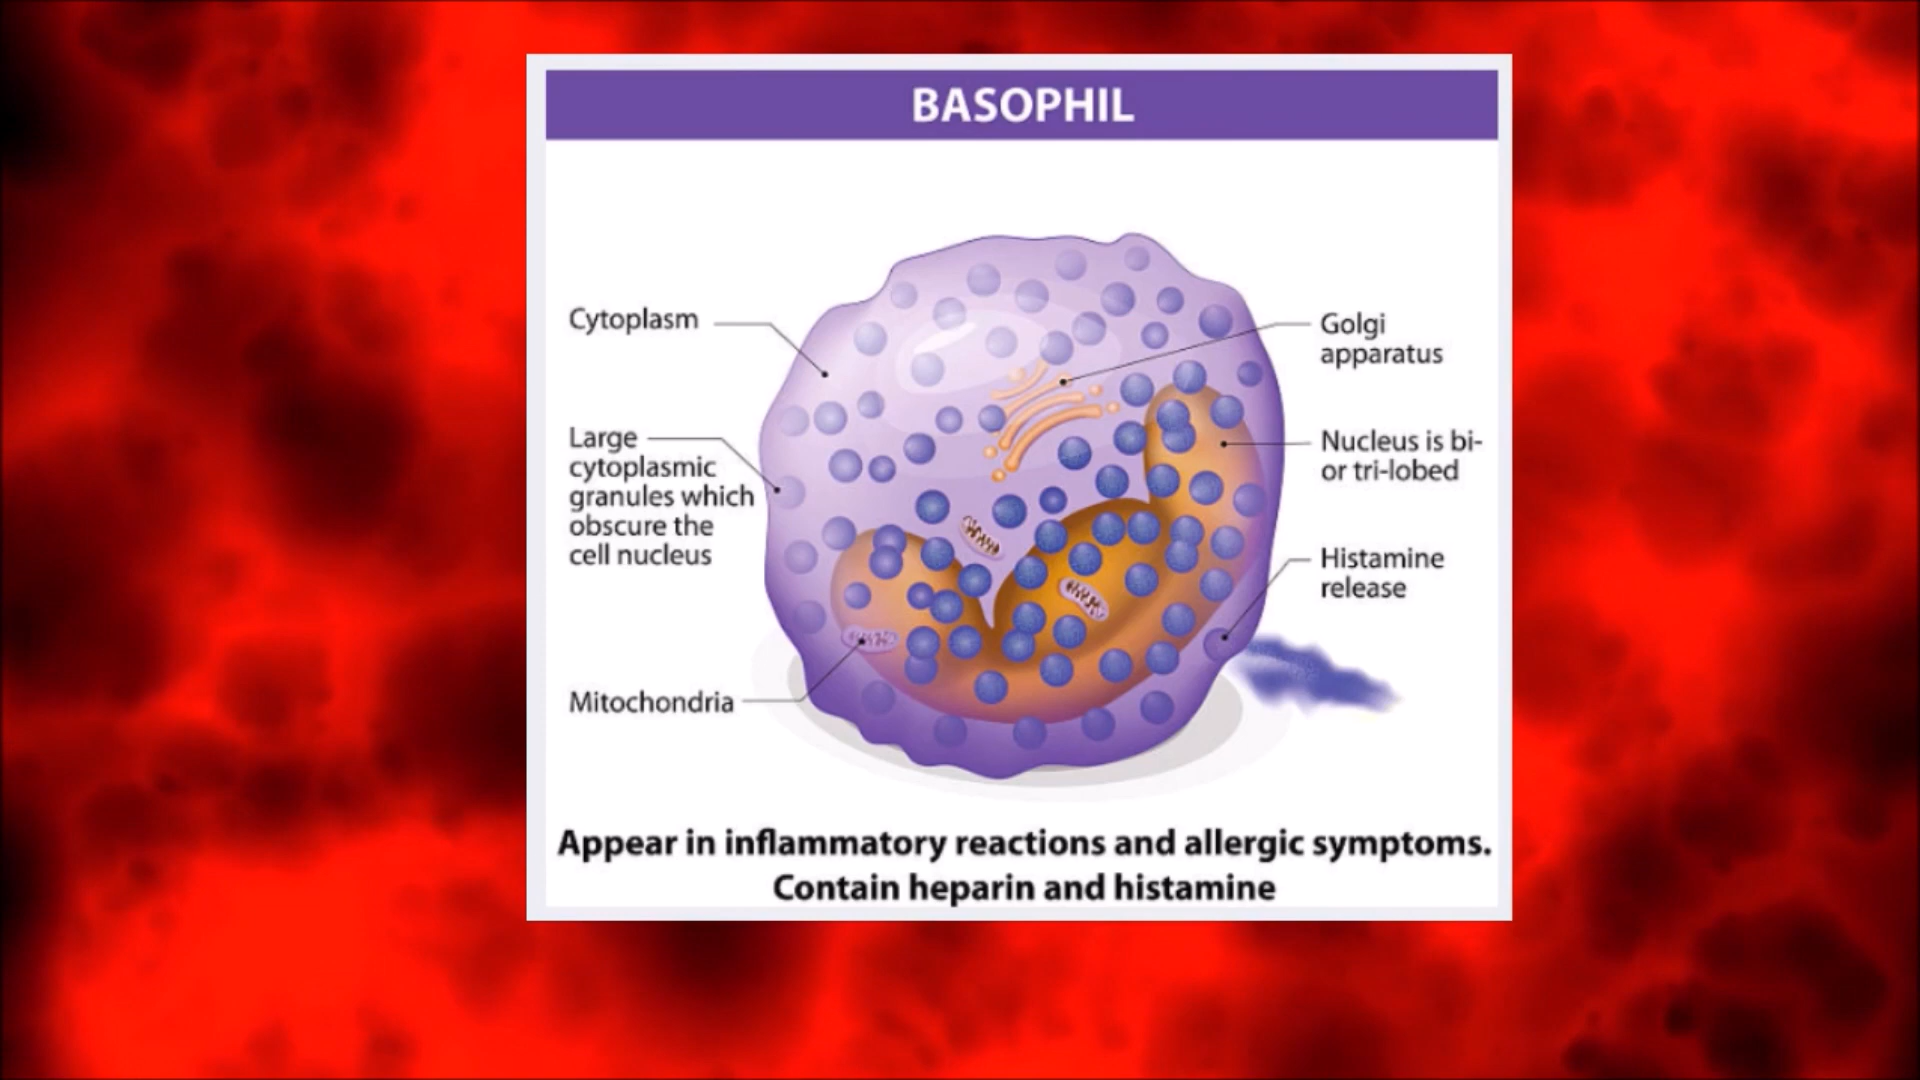 BASOPHIL
Cytoplasm
Large
cytoplasmic
granules which
obscure the
cell nucleus
Mitochondria
Golgi
apparatus
Nucleus is bi-
or tri-lobed
Histamine
release
Appear in inflammatory reactions and allergic symptoms.
Contain heparin and histamine